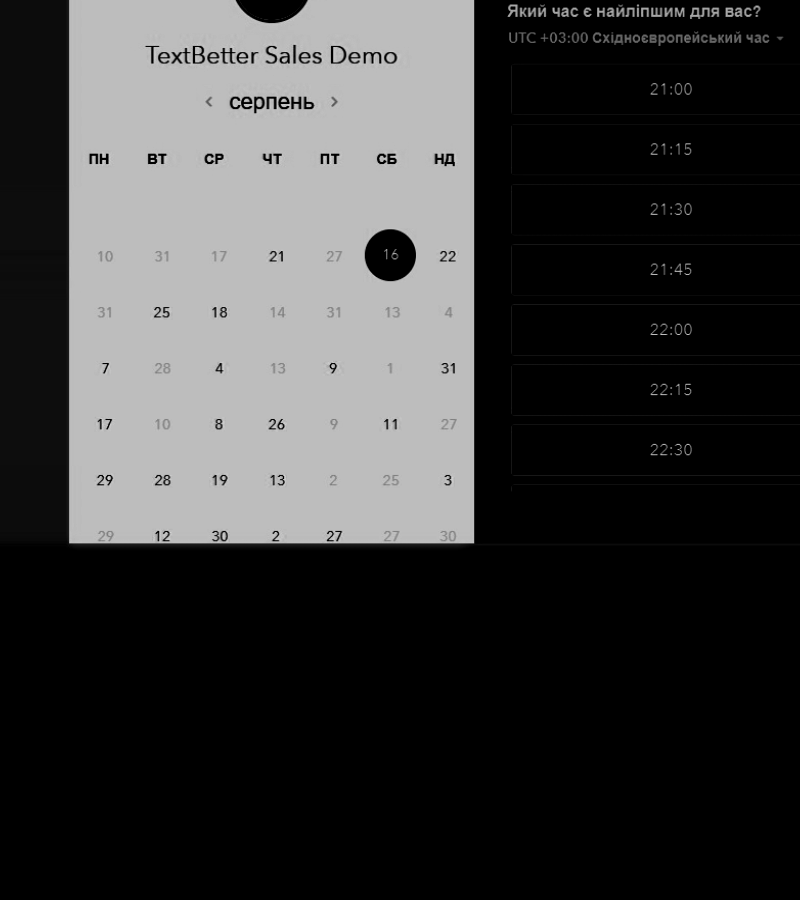 TextBetter Sales Demo
серпень
ПН ВТ СР ЧТ ПТ СБ НД
10 31 17 21 27 16 22
31 25 18 14 31 13 4
7 28 4 13 9 1 31
17 10 8 26 9 11 27
29 28 19 13 2 25 3
29 12 30 2 27 27 30
Який час є найліпшим для вас?
UTC +03:00 Східноєвропейський час
21:00
21:15
21:30
21:45
22:00
22:15
22:30